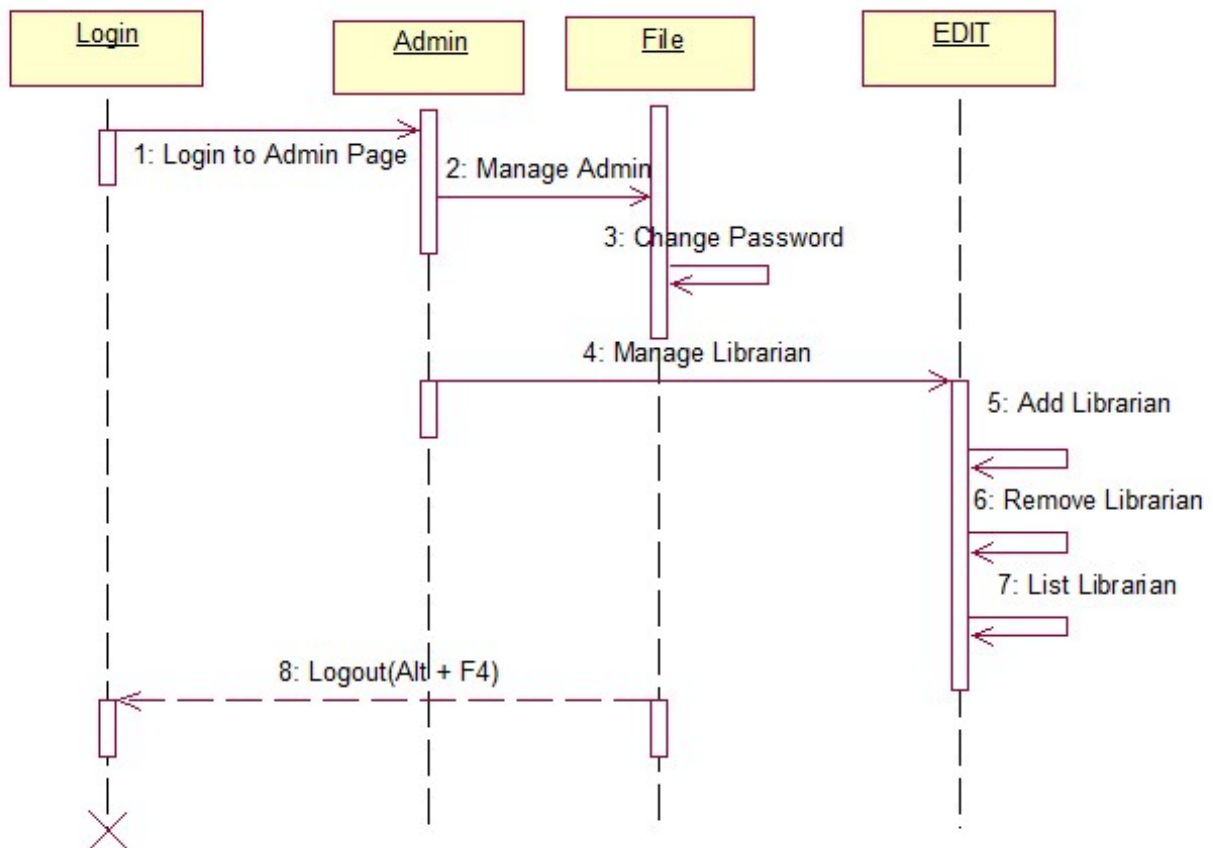 Login
Admin
File
EDIT
1: Login to Admin Page
2: Manage Admin
3: Change Password
4: Manage Librarian
5: Add Librarian
6: Remove Librarian
7: List Librarian
8: Logout(Alt + F4)